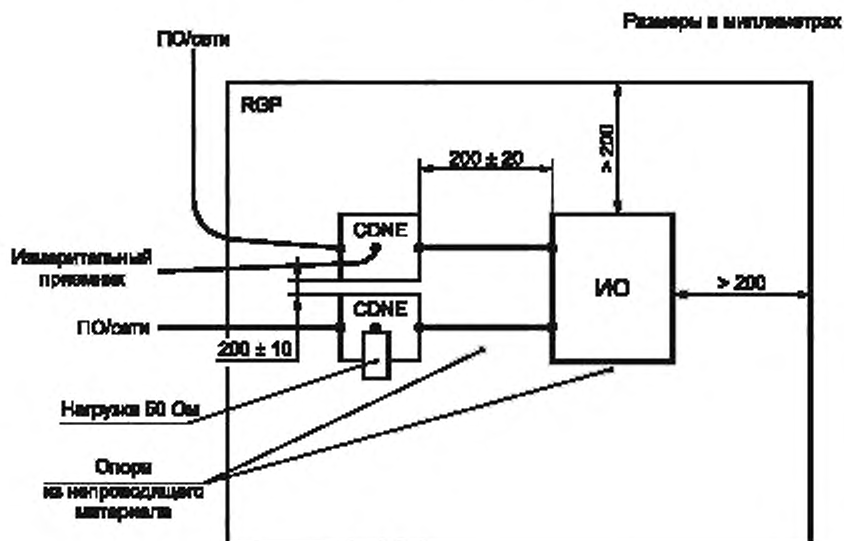 Размеры в миллиметрах
ПО/сети
RGP
200 ± 20
> 200
CDNE
Измерительный
приемник
ИО
> 200
CDNE
ПО/сети
200 ± 10
Нагрузка 50 Ом
Опора
из непроводящего
материала